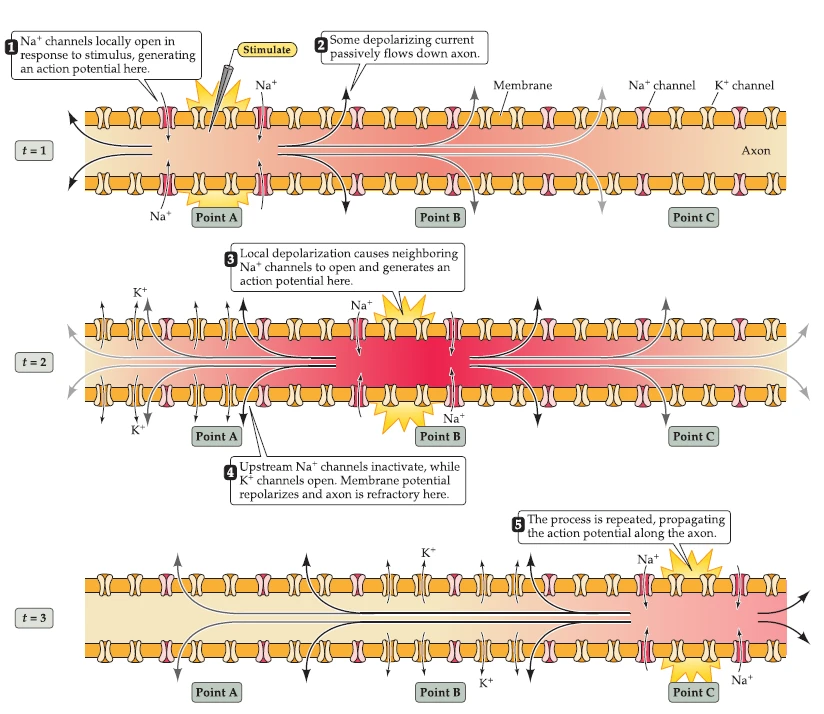 1 Na⁺ channels locally open in
response to stimulus, generating
an action potential here.
Stimulate
2 Some depolarizing current
passively flows down axon.
Na⁺
Membrane
Na⁺ channel
K⁺ channel
t = 1
Axon
Na⁺
Point A
Point B
Point C
3 Local depolarization causes neighboring
Na⁺ channels to open and generates an
action potential here.
K⁺
Na⁺
t = 2
K⁺
Na⁺
Point A
Point B
Point C
4 Upstream Na⁺ channels inactivate, while
K⁺ channels open. Membrane potential
repolarizes and axon is refractory here.
5 The process is repeated, propagating
the action potential along the axon.
K⁺
Na⁺
t = 3
K⁺
Na⁺
Point A
Point B
Point C